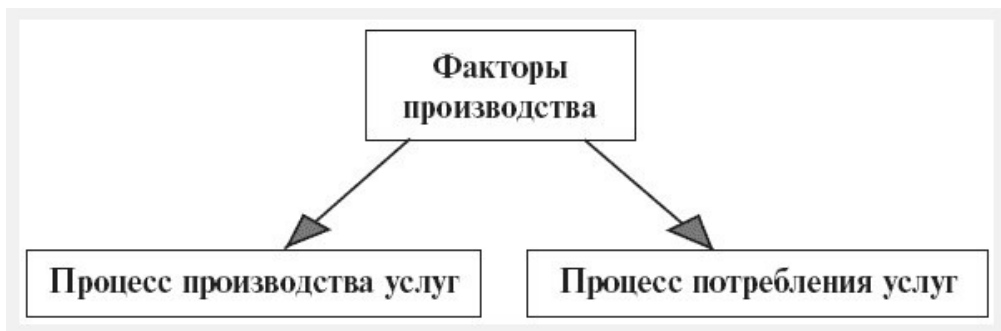 Факторы
производства
Процесс производства услуг
Процесс потребления услуг